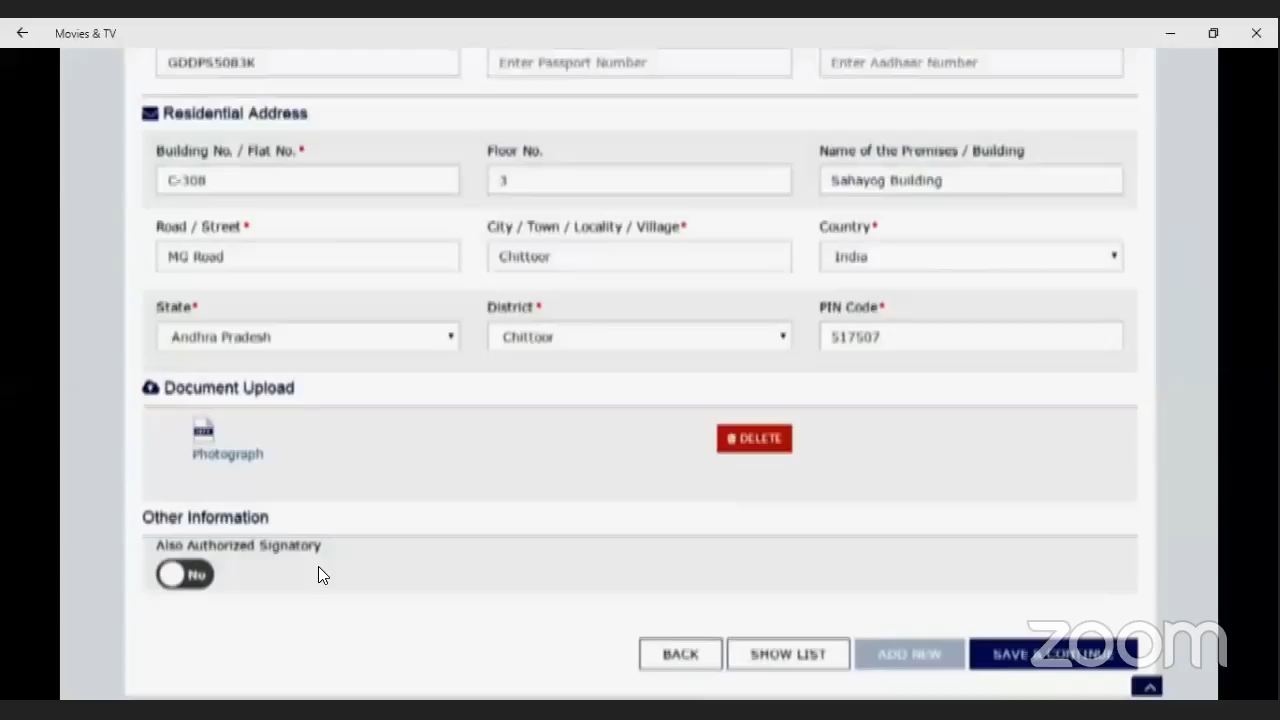 Movies & TV
GDDPS5083K
Enter Passport Number
Enter Aadhaar Number
Residential Address
Building No. / Flat No.*
Floor No.
Name of the Premises / Building
C-308
3
Sahayog Building
Road / Street*
City / Town / Locality / Village*
Country*
MG Road
Chittoor
India
State*
District*
PIN Code*
Andhra Pradesh
Chittoor
517507
Document Upload
DELETE
Photograph
Other Information
Also Authorized Signatory
No
BACK
SHOW LIST
ADD NEW
SAVE & CONTINUE
zoom